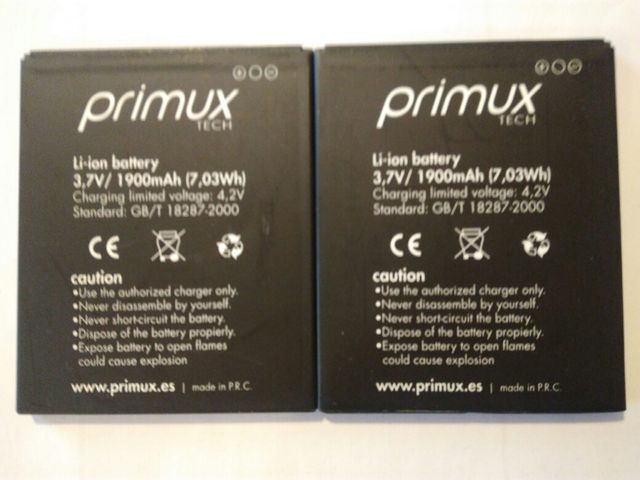 primux
TECH
Li-ion battery
3,7V/ 1900mAh (7,03Wh)
Charging limited voltage: 4,2V
Standard: GB/T 18287-2000
CE
caution
•Use the authorized charger only.
•Never disassemble by yourself.
•Never short-circuit the battery.
•Dispose of the battery propierly.
•Expose battery to open flames
could cause explosion
www.primux.es | made in P.R.C.
primux
TECH
Li-ion battery
3,7V/ 1900mAh (7,03Wh)
Charging limited voltage: 4,2V
Standard: GB/T 18287-2000
CE
caution
•Use the authorized charger only.
•Never disassemble by yourself.
•Never short-circuit the battery.
•Dispose of the battery propierly.
•Expose battery to open flames
could cause explosion
www.primux.es | made in P.R.C.